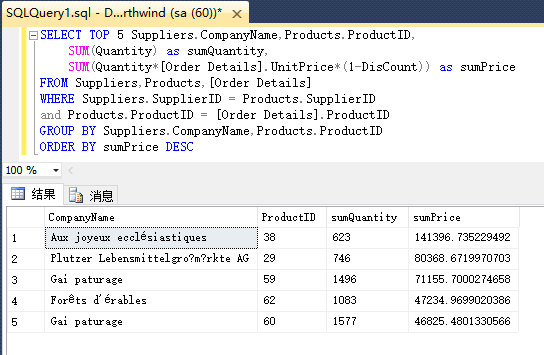 SQLQuery1.sql - D...rthwind (sa (60))*
SELECT TOP 5 Suppliers.CompanyName,Products.ProductID,
SUM(Quantity) as sumQuantity,
SUM(Quantity*[Order Details].UnitPrice*(1-DisCount)) as sumPrice
FROM Suppliers,Products,[Order Details]
WHERE Suppliers.SupplierID = Products.SupplierID
and Products.ProductID = [Order Details].ProductID
GROUP BY Suppliers.CompanyName,Products.ProductID
ORDER BY sumPrice DESC
100 %
结果 消息
CompanyName ProductID sumQuantity sumPrice
1 Aux joyeux ecclésiastiques 38 623 141396.735229492
2 Plutzer Lebensmittelgro?m?rkte AG 29 746 80368.6719970703
3 Gai paturage 59 1496 71155.7000274658
4 Forêts d'érables 62 1083 47234.9699020386
5 Gai paturage 60 1577 46825.4801330566